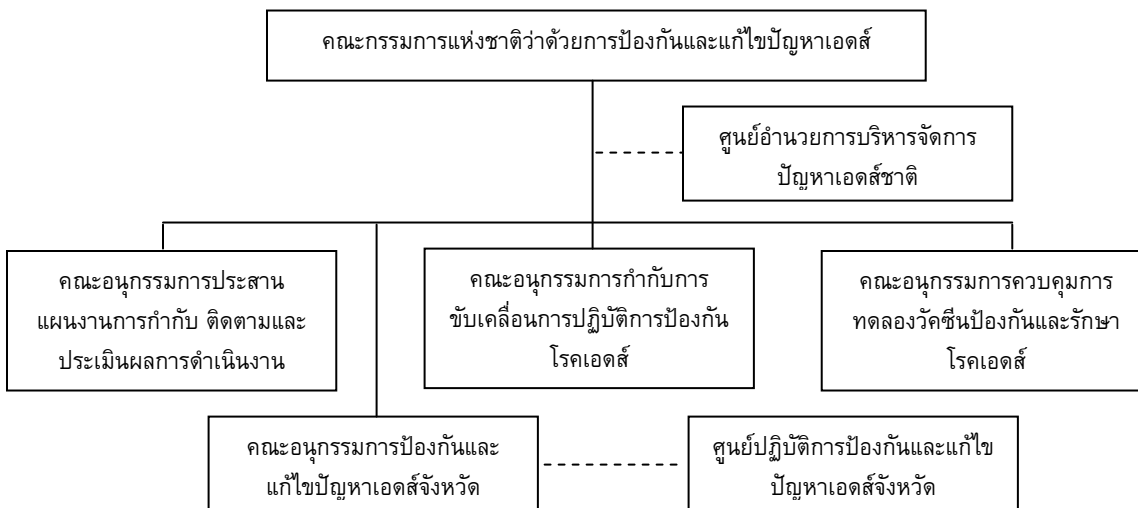 คณะกรรมการแห่งชาติว่าด้วยการป้องกันและแก้ไขปัญหาเอดส์
ศูนย์อำนวยการบริหารจัดการ
ปัญหาเอดส์ชาติ
คณะอนุกรรมการประสาน
แผนงานการกำกับ ติดตามและ
ประเมินผลการดำเนินงาน
คณะอนุกรรมการกำกับการ
ขับเคลื่อนการปฏิบัติการป้องกัน
โรคเอดส์
คณะอนุกรรมการควบคุมการ
ทดลองวัคซีนป้องกันและรักษา
โรคเอดส์
คณะอนุกรรมการป้องกันและ
แก้ไขปัญหาเอดส์จังหวัด
ศูนย์ปฏิบัติการป้องกันและแก้ไข
ปัญหาเอดส์จังหวัด